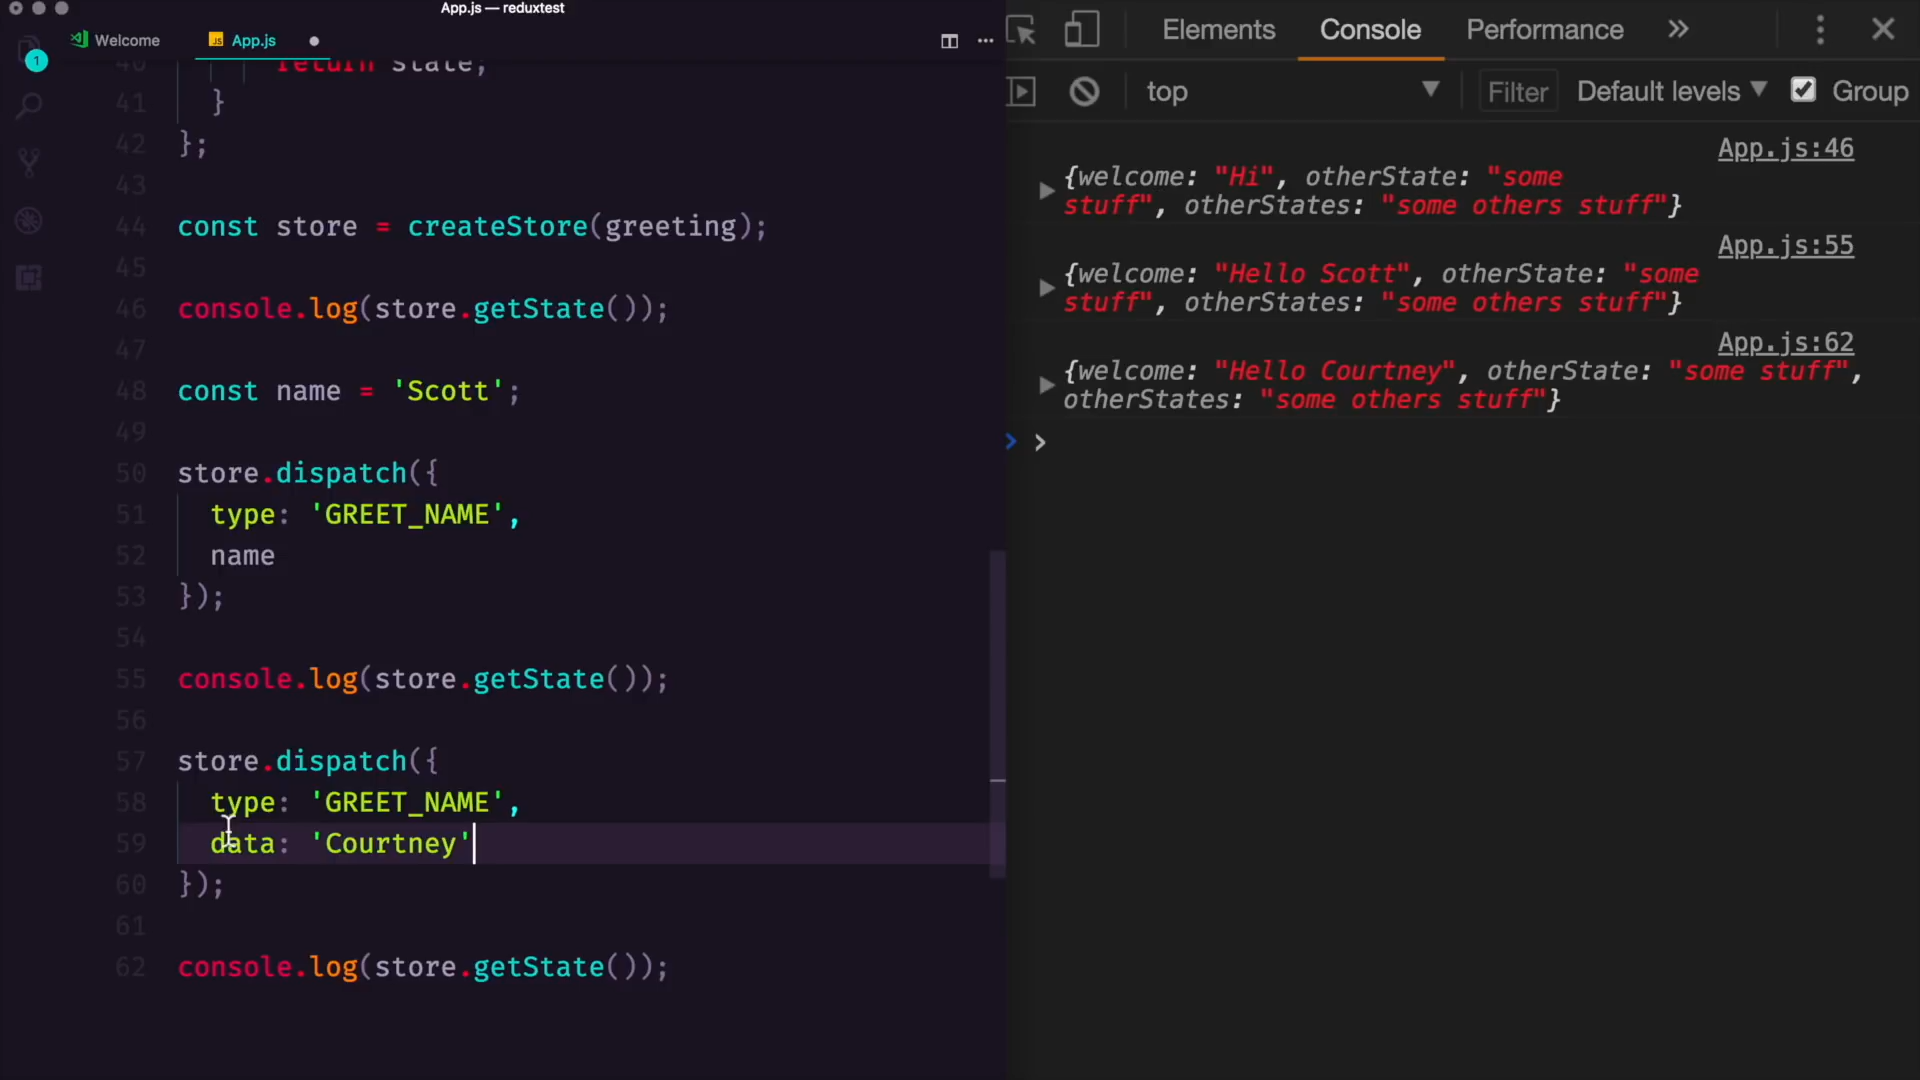 App.js — reduxtest
Welcome
App.js
1
40 return state;
41 }
42 };
43
44 const store = createStore(greeting);
45
46 console.log(store.getState());
47
48 const name = 'Scott';
49
50 store.dispatch({
51 type: 'GREET_NAME',
52 name
53 });
54
55 console.log(store.getState());
56
57 store.dispatch({
58 type: 'GREET_NAME',
59 data: 'Courtney'
60 });
61
62 console.log(store.getState());
Elements Console Performance
top Filter Default levels Group
App.js:46
{welcome: "Hi", otherState: "some
stuff", otherStates: "some others stuff"}
App.js:55
{welcome: "Hello Scott", otherState: "some
stuff", otherStates: "some others stuff"}
App.js:62
{welcome: "Hello Courtney", otherState: "some stuff",
otherStates: "some others stuff"}